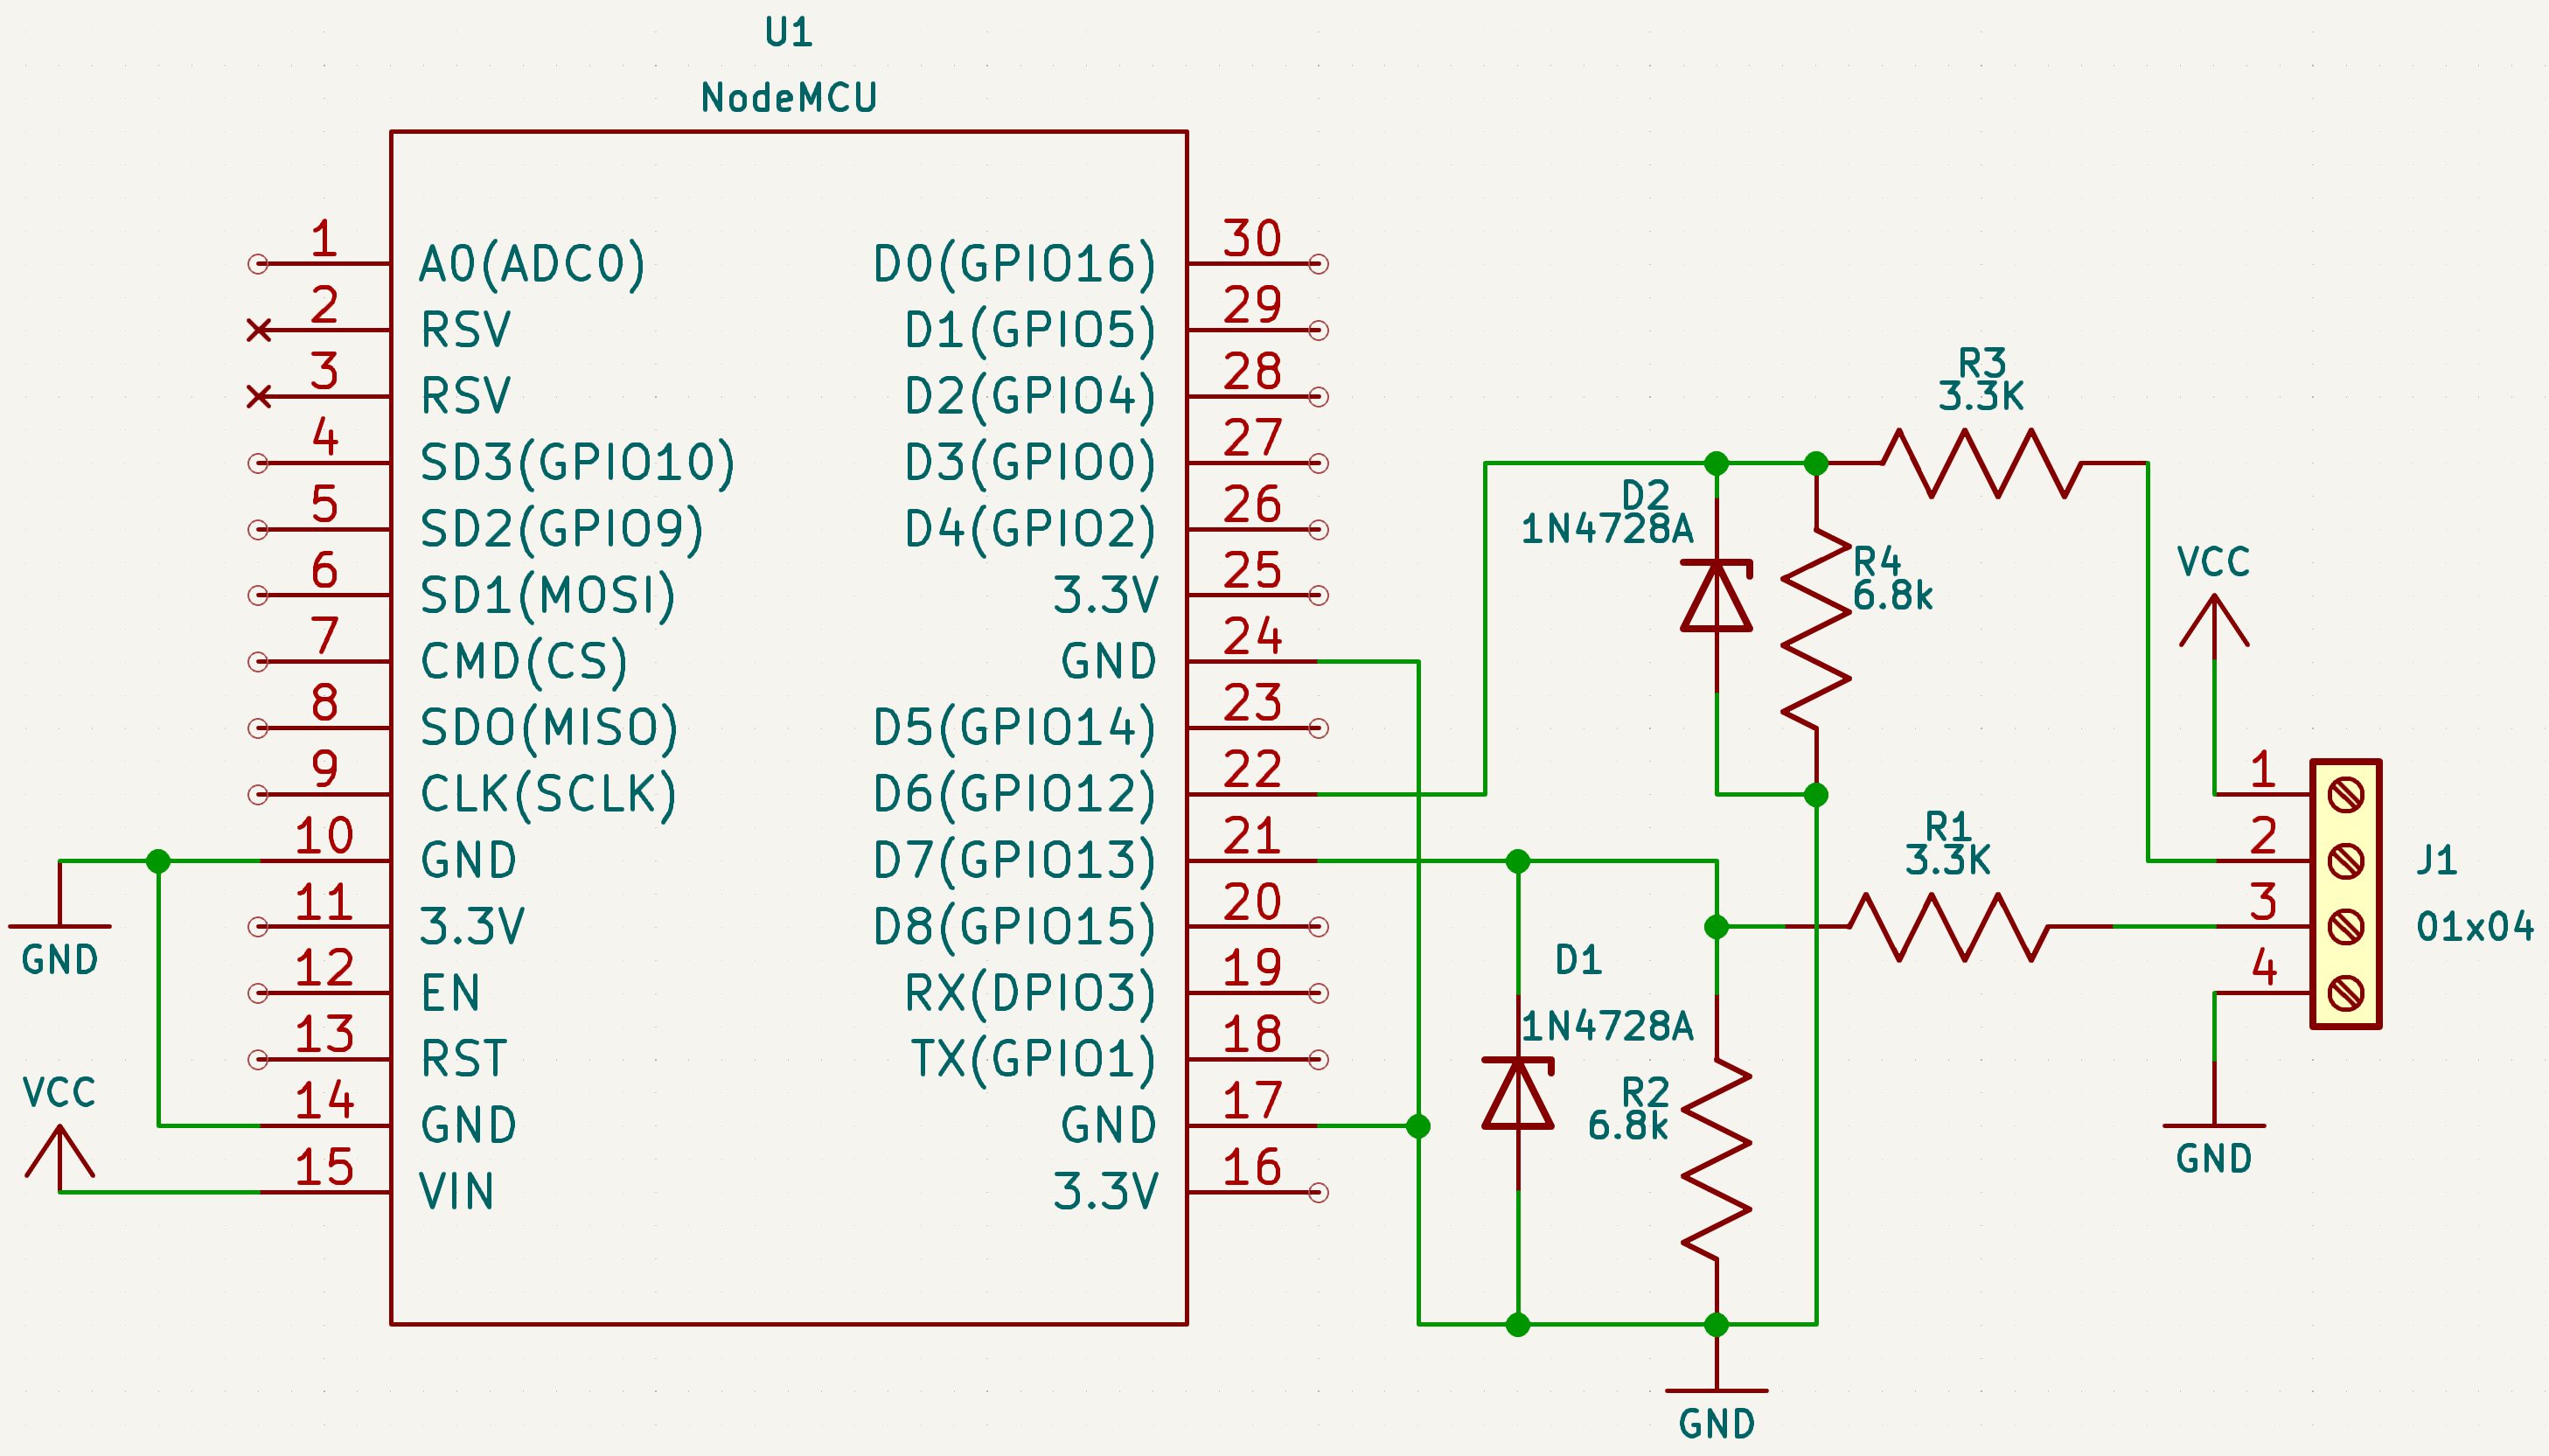 U1
NodeMCU
1
A0(ADC0)
2
RSV
3
RSV
4
SD3(GPIO10)
5
SD2(GPIO9)
6
SD1(MOSI)
7
CMD(CS)
8
SDO(MISO)
9
CLK(SCLK)
10
GND
11
3.3V
12
EN
13
RST
14
GND
15
VIN
30
D0(GPIO16)
29
D1(GPIO5)
28
D2(GPIO4)
27
D3(GPIO0)
26
D4(GPIO2)
25
3.3V
24
GND
23
D5(GPIO14)
22
D6(GPIO12)
21
D7(GPIO13)
20
D8(GPIO15)
19
RX(DPIO3)
18
TX(GPIO1)
17
GND
16
3.3V
GND
VCC
R3
3.3K
D2
1N4728A
R4
6.8k
VCC
R1
3.3K
D1
1N4728A
R2
6.8k
GND
1
2
3
4
J1
01x04
GND